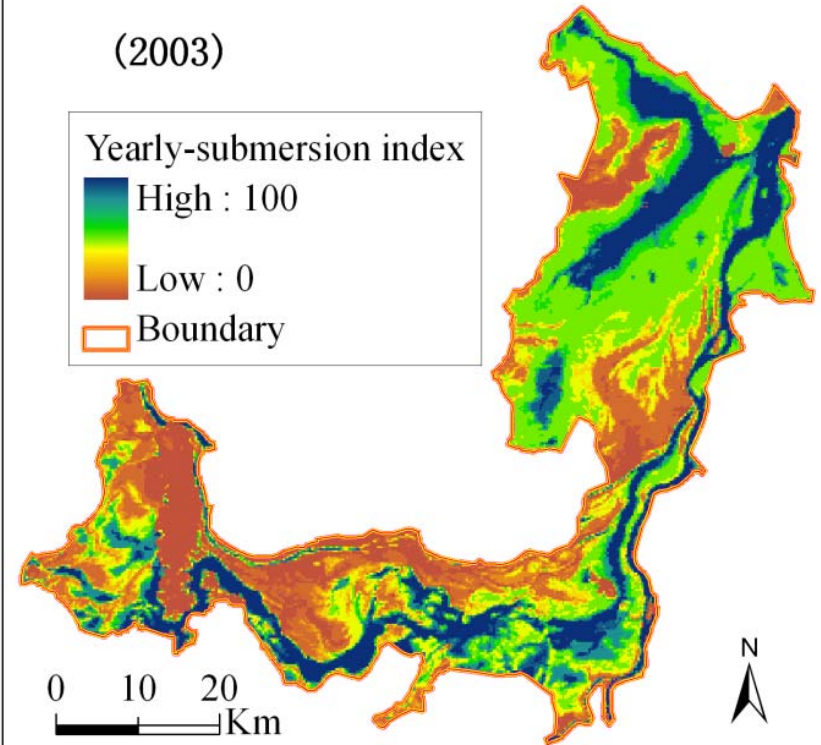 (2003)
Yearly-submersion index
High : 100
Low : 0
Boundary
N
0 10 20
Km